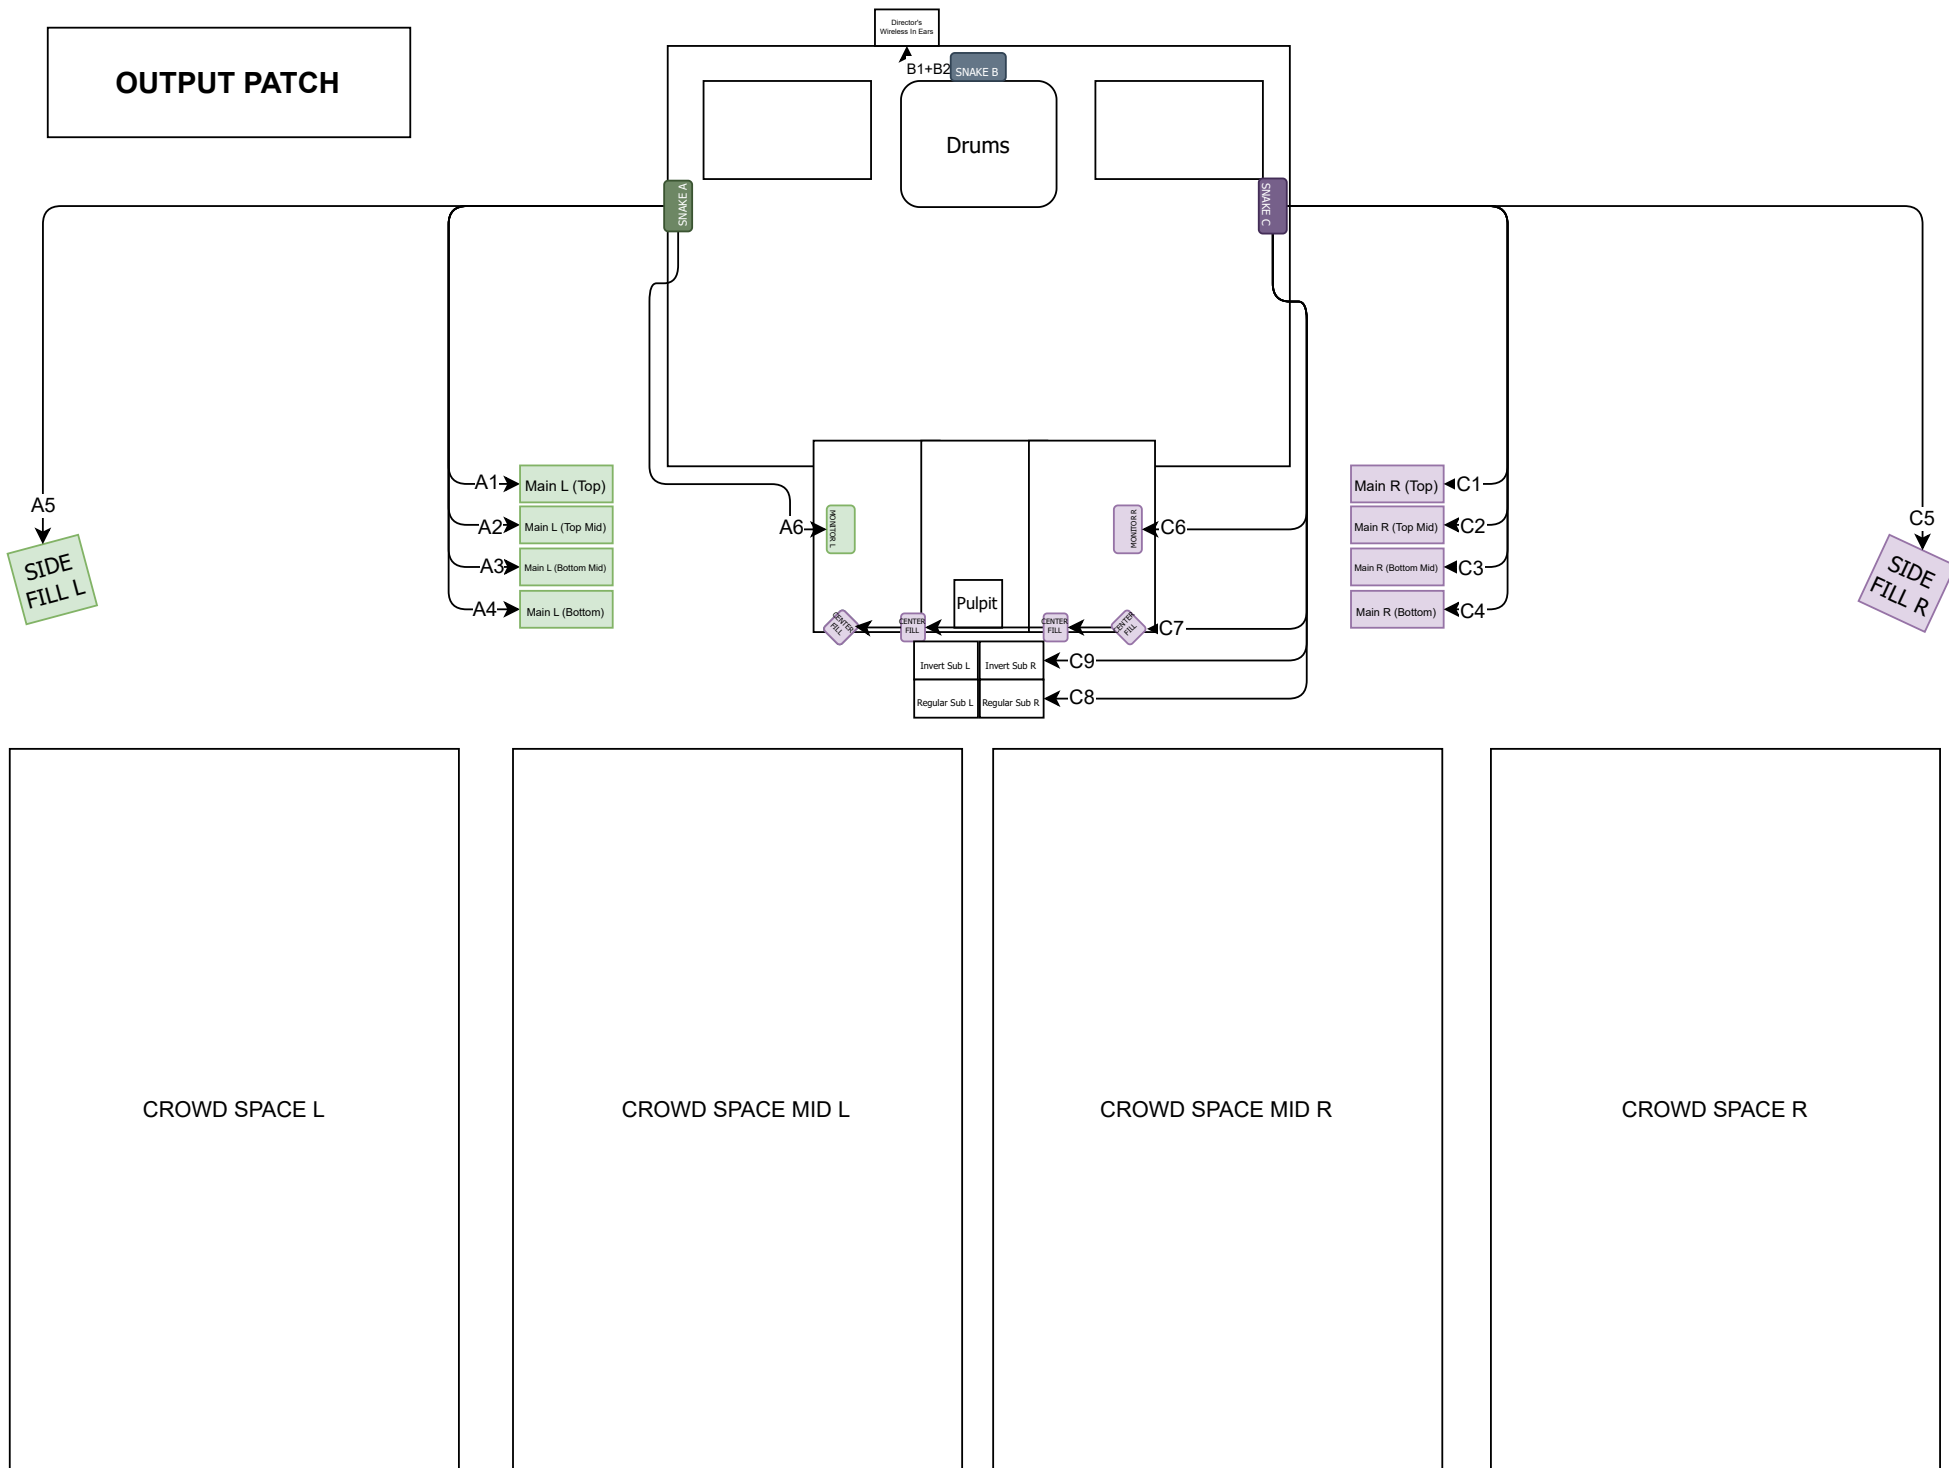 Director's
Wireless In Ears
OUTPUT PATCH
B1+B2
SNAKE B
Drums
SNAKE A
SNAKE C
A1
Main L (Top)
A2
Main L (Top Mid)
A3
Main L (Bottom Mid)
A4
Main L (Bottom)
A5
SIDE
FILL L
A6
MONITOR L
MONITOR R
C6
Main R (Top)
C1
Main R (Top Mid)
C2
Main R (Bottom Mid)
C3
Main R (Bottom)
C4
C5
SIDE
FILL R
Pulpit
CENTER
FILL
CENTER
FILL
CENTER
FILL
CENTER
FILL
C7
Invert Sub L
Invert Sub R
C9
Regular Sub L
Regular Sub R
C8
CROWD SPACE L
CROWD SPACE MID L
CROWD SPACE MID R
CROWD SPACE R